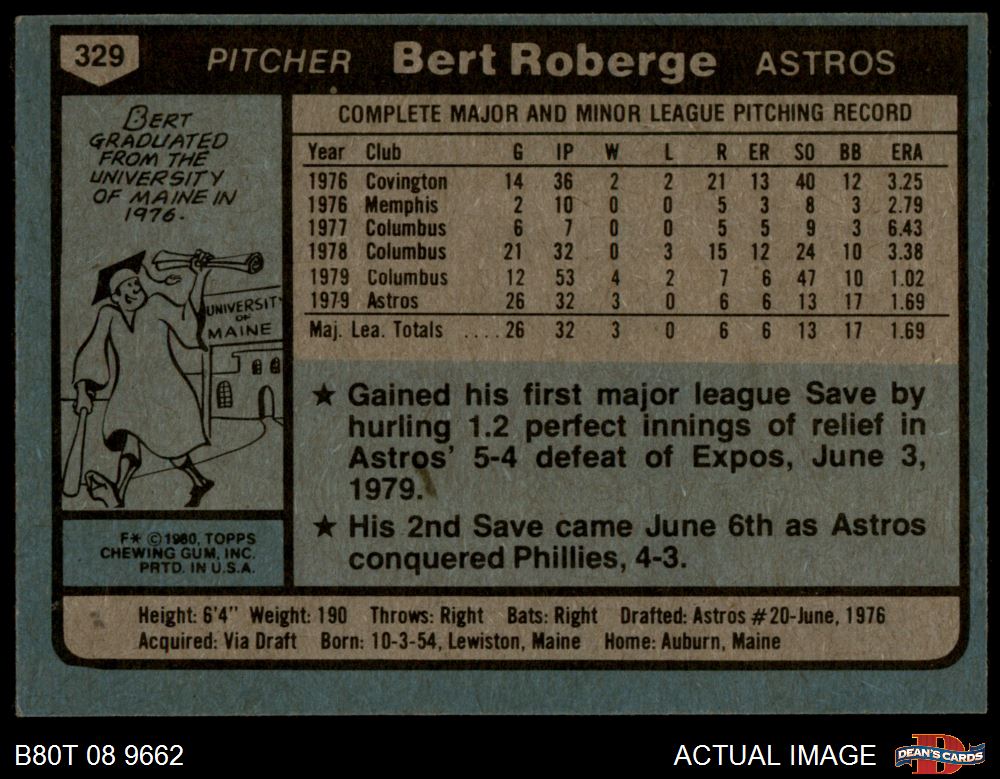 329 PITCHER Bert Roberge ASTROS
BERT
GRADUATED
FROM THE
UNIVERSITY
OF MAINE IN
1976.
UNIVERSITY
OF
MAINE
F* © 1980, TOPPS
CHEWING GUM, INC.
PRTD. IN U.S.A.
COMPLETE MAJOR AND MINOR LEAGUE PITCHING RECORD
Year Club G IP W L R ER SO BB ERA
1976 Covington 14 36 2 2 21 13 40 12 3.25
1976 Memphis 2 10 0 0 5 3 8 3 2.79
1977 Columbus 6 7 0 0 5 5 9 3 6.43
1978 Columbus 21 32 0 3 15 12 24 10 3.38
1979 Columbus 12 53 4 2 7 6 47 10 1.02
1979 Astros 26 32 3 0 6 6 13 17 1.69
Maj. Lea. Totals ....26 32 3 0 6 6 13 17 1.69
★ Gained his first major league Save by
hurling 1.2 perfect innings of relief in
Astros' 5-4 defeat of Expos, June 3,
1979.
★ His 2nd Save came June 6th as Astros
conquered Phillies, 4-3.
Height: 6'4" Weight: 190 Throws: Right Bats: Right Drafted: Astros #20-June, 1976
Acquired: Via Draft Born: 10-3-54, Lewiston, Maine Home: Auburn, Maine
B80T 08 9662 ACTUAL IMAGE
D
DEAN'S CARDS